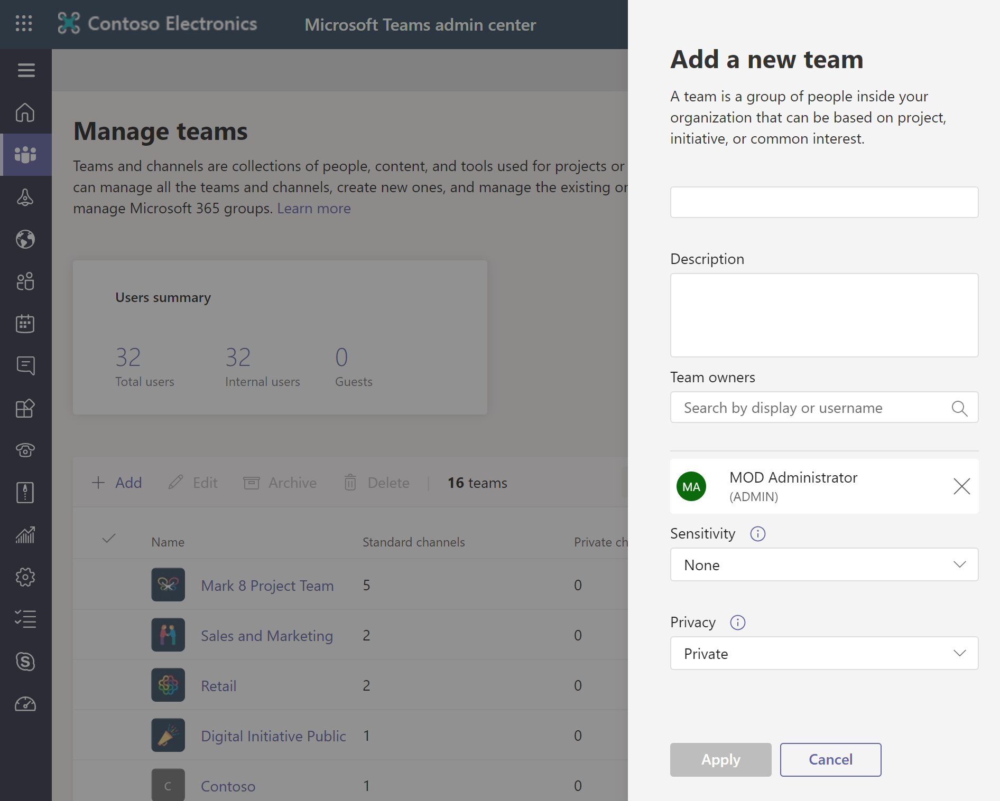 Contoso Electronics
Microsoft Teams admin center
Manage teams
Teams and channels are collections of people, content, and tools used for projects or
can manage all the teams and channels, create new ones, and manage the existing
manage Microsoft 365 groups. Learn more
Users summary
32
32
0
Total users
Internal users
Guests
Add
Edit
Archive
Delete
16 teams
Name
Standard channels
Private ch
Mark 8 Project Team
5
0
Sales and Marketing
2
0
Retail
2
0
Digital Initiative Public
1
0
C
Contoso
1
0
Add a new team
A team is a group of people inside your
organization that can be based on project,
initiative, or common interest.
Description
Team owners
Search by display or username
MA
MOD Administrator
(ADMIN)
Sensitivity
None
Privacy
Private
Apply
Cancel